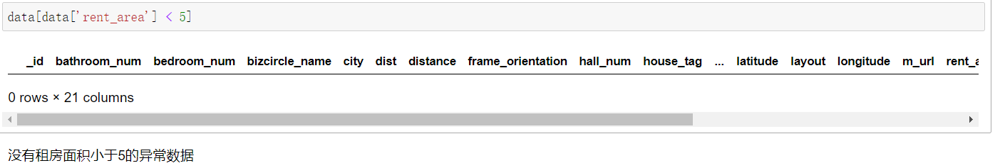 data[data['rent_area'] < 5]
_id bathroom_num bedroom_num bizcircle_name city dist distance frame_orientation hall_num house_tag ... latitude layout longitude m_url rent_a
0 rows × 21 columns
没有租房面积小于5的异常数据